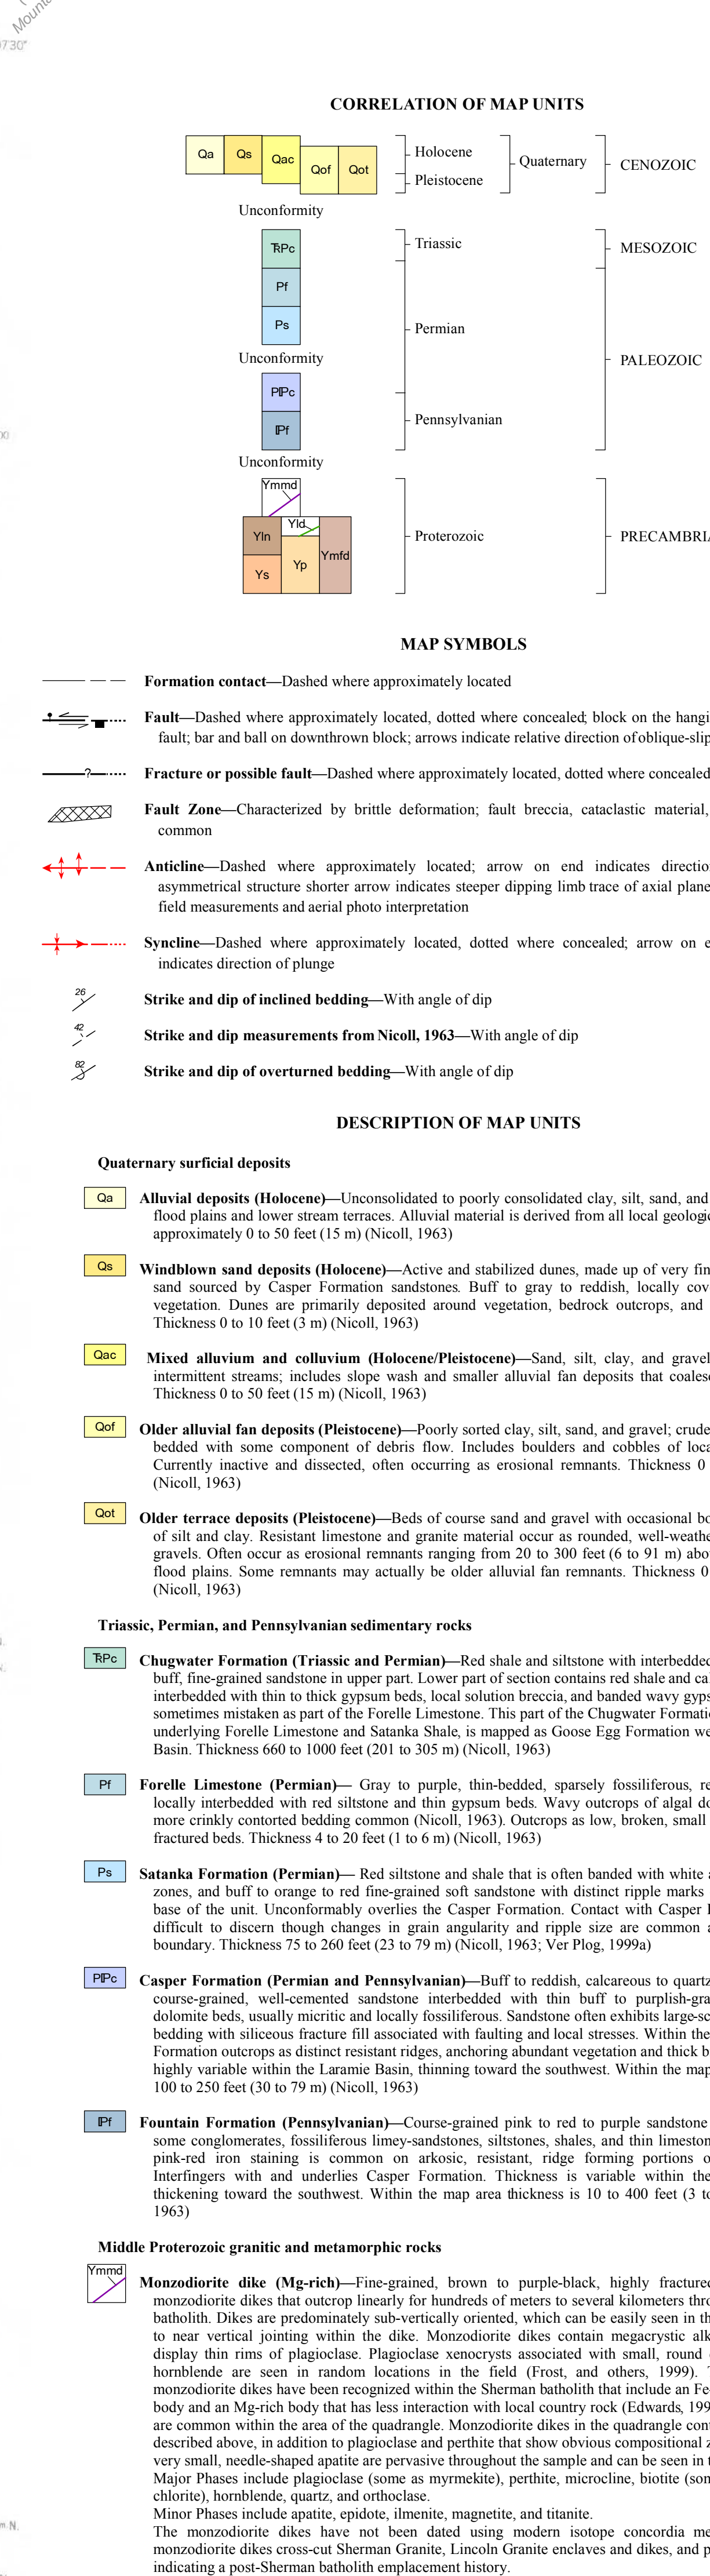 Mounta
7'30"
CORRELATION OF MAP UNITS
Qa
Qs
Qac
Qof
Qot
Holocene
Pleistocene
Quaternary
CENOZOIC
Unconformity
TRPc
Pf
Ps
Triassic
MESOZOIC
Permian
Unconformity
PALEOZOIC
PIPc
IPf
Pennsylvanian
Unconformity
Ymmd
Yld
Yln
Ys
Yp
Ymfd
Proterozoic
PRECAMBRIA
MAP SYMBOLS
Formation contact—Dashed where approximately located
Fault—Dashed where approximately located, dotted where concealed; block on the hangi
fault; bar and ball on downthrown block; arrows indicate relative direction of oblique-slip
?
Fracture or possible fault—Dashed where approximately located, dotted where concealed
Fault Zone—Characterized by brittle deformation; fault breccia, cataclastic material,
common
Anticline—Dashed where approximately located; arrow on end indicates direction
asymmetrical structure shorter arrow indicates steeper dipping limb trace of axial plane
field measurements and aerial photo interpretation
Syncline—Dashed where approximately located, dotted where concealed; arrow on e
indicates direction of plunge
26
Strike and dip of inclined bedding—With angle of dip
42
Strike and dip measurements from Nicoll, 1963—With angle of dip
82
Strike and dip of overturned bedding—With angle of dip
DESCRIPTION OF MAP UNITS
Quaternary surficial deposits
Qa
Alluvial deposits (Holocene)—Unconsolidated to poorly consolidated clay, silt, sand, and
flood plains and lower stream terraces. Alluvial material is derived from all local geologic
approximately 0 to 50 feet (15 m) (Nicoll, 1963)
Qs
Windblown sand deposits (Holocene)—Active and stabilized dunes, made up of very fin
sand sourced by Casper Formation sandstones. Buff to gray to reddish, locally cov
vegetation. Dunes are primarily deposited around vegetation, bedrock outcrops, and
Thickness 0 to 10 feet (3 m) (Nicoll, 1963)
Qac
Mixed alluvium and colluvium (Holocene/Pleistocene)—Sand, silt, clay, and gravel
intermittent streams; includes slope wash and smaller alluvial fan deposits that coalesc
Thickness 0 to 50 feet (15 m) (Nicoll, 1963)
Qof
Older alluvial fan deposits (Pleistocene)—Poorly sorted clay, silt, sand, and gravel; crude
bedded with some component of debris flow. Includes boulders and cobbles of loca
Currently inactive and dissected, often occurring as erosional remnants. Thickness 0
(Nicoll, 1963)
Qot
Older terrace deposits (Pleistocene)—Beds of course sand and gravel with occasional bo
of silt and clay. Resistant limestone and granite material occur as rounded, well-weathe
gravels. Often occur as erosional remnants ranging from 20 to 300 feet (6 to 91 m) abo
flood plains. Some remnants may actually be older alluvial fan remnants. Thickness 0
(Nicoll, 1963)
Triassic, Permian, and Pennsylvanian sedimentary rocks
TRPc
Chugwater Formation (Triassic and Permian)—Red shale and siltstone with interbedded
buff, fine-grained sandstone in upper part. Lower part of section contains red shale and cal
interbedded with thin to thick gypsum beds, local solution breccia, and banded wavy gyps
sometimes mistaken as part of the Forelle Limestone. This part of the Chugwater Formatio
underlying Forelle Limestone and Satanka Shale, is mapped as Goose Egg Formation we
Basin. Thickness 660 to 1000 feet (201 to 305 m) (Nicoll, 1963)
Pf
Forelle Limestone (Permian)— Gray to purple, thin-bedded, sparsely fossiliferous, re
locally interbedded with red siltstone and thin gypsum beds. Wavy outcrops of algal do
more crinkly contorted bedding common (Nicoll, 1963). Outcrops as low, broken, small
fractured beds. Thickness 4 to 20 feet (1 to 6 m) (Nicoll, 1963)
Ps
Satanka Formation (Permian)— Red siltstone and shale that is often banded with white a
zones, and buff to orange to red fine-grained soft sandstone with distinct ripple marks
base of the unit. Unconformably overlies the Casper Formation. Contact with Casper F
difficult to discern though changes in grain angularity and ripple size are common a
boundary. Thickness 75 to 260 feet (23 to 79 m) (Nicoll, 1963; Ver Plog, 1999a)
PIPc
Casper Formation (Permian and Pennsylvanian)—Buff to reddish, calcareous to quartz
course-grained, well-cemented sandstone interbedded with thin buff to purplish-gra
dolomite beds, usually micritic and locally fossiliferous. Sandstone often exhibits large-sc
bedding with siliceous fracture fill associated with faulting and local stresses. Within the
Formation outcrops as distinct resistant ridges, anchoring abundant vegetation and thick b
highly variable within the Laramie Basin, thinning toward the southwest. Within the map
100 to 250 feet (30 to 79 m) (Nicoll, 1963)
IPf
Fountain Formation (Pennsylvanian)—Course-grained pink to red to purple sandstone
some conglomerates, fossiliferous limey-sandstones, siltstones, shales, and thin limeston
pink-red iron staining is common on arkosic, resistant, ridge forming portions o
Interfingers with and underlies Casper Formation. Thickness is variable within the
thickening toward the southwest. Within the map area thickness is 10 to 400 feet (3 to
1963)
Middle Proterozoic granitic and metamorphic rocks
Ymmd
Monzodiorite dike (Mg-rich)—Fine-grained, brown to purple-black, highly fractured
monzodiorite dikes that outcrop linearly for hundreds of meters to several kilometers thro
batholith. Dikes are predominately sub-vertically oriented, which can be easily seen in th
to near vertical jointing within the dike. Monzodiorite dikes contain megacrystic alk
display thin rims of plagioclase. Plagioclase xenocrysts associated with small, round
hornblende are seen in random locations in the field (Frost, and others, 1999). T
monzodiorite dikes have been recognized within the Sherman batholith that include an Fe-
body and an Mg-rich body that has less interaction with local country rock (Edwards, 199
are common within the area of the quadrangle. Monzodiorite dikes in the quadrangle cont
described above, in addition to plagioclase and perthite that show obvious compositional z
very small, needle-shaped apatite are pervasive throughout the sample and can be seen in t
Major Phases include plagioclase (some as myrmekite), perthite, microcline, biotite (som
chlorite), hornblende, quartz, and orthoclase.
Minor Phases include apatite, epidote, ilmenite, magnetite, and titanite.
The monzodiorite dikes have not been dated using modern isotope concordia me
monzodiorite dikes cross-cut Sherman Granite, Lincoln Granite enclaves and dikes, and p
indicating a post-Sherman batholith emplacement history.